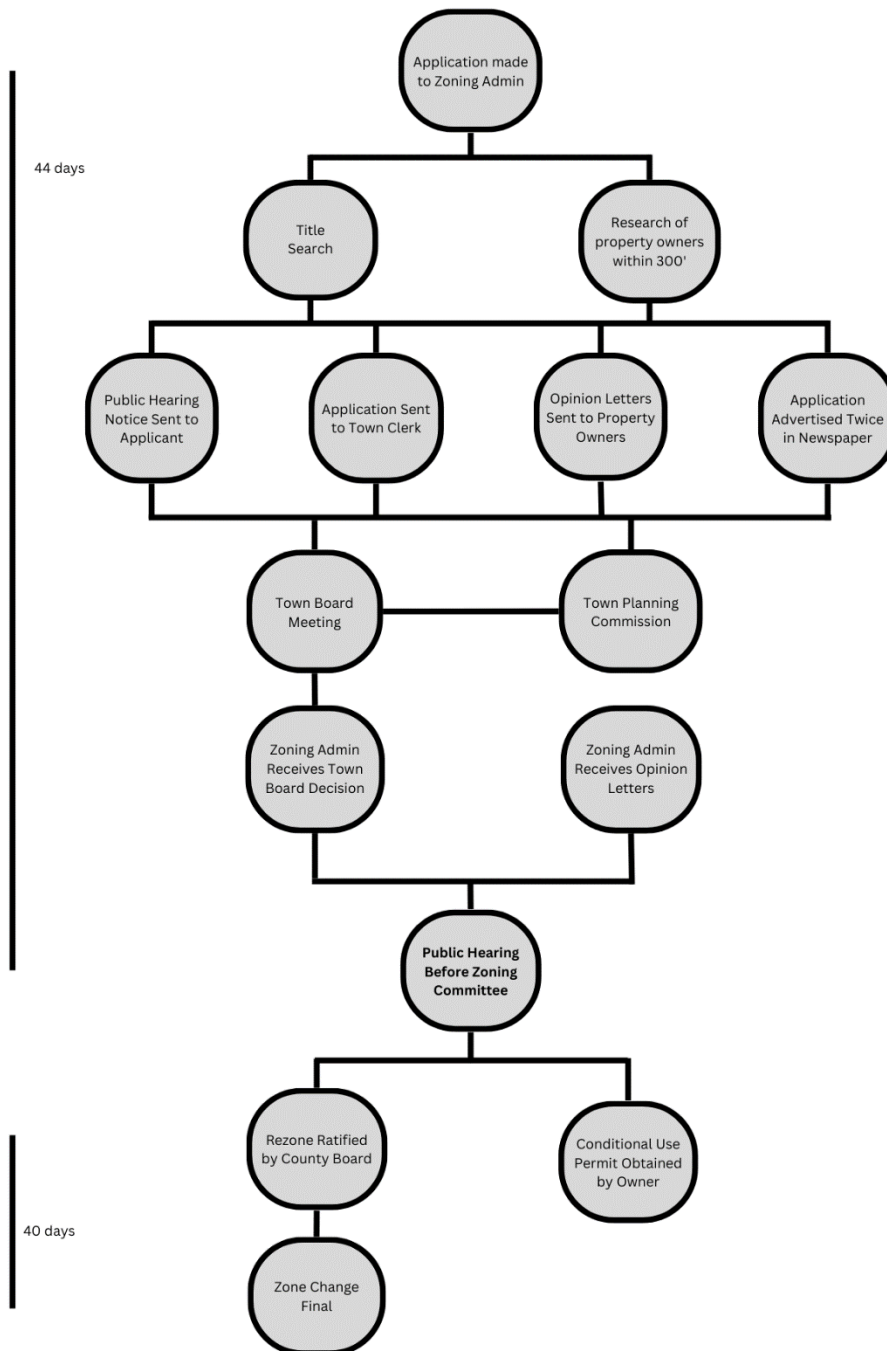 Application made
to Zoning Admin
44 days
Title
Search
Research of
property owners
within 300'
Public Hearing
Notice Sent to
Applicant
Application Sent
to Town Clerk
Opinion Letters
Sent to Property
Owners
Application
Advertised Twice
in Newspaper
Town Board
Meeting
Town Planning
Commission
Zoning Admin
Receives Town
Board Decision
Zoning Admin
Receives Opinion
Letters
Public Hearing
Before Zoning
Committee
Rezone Ratified
by County Board
Conditional Use
Permit Obtained
by Owner
40 days
Zone Change
Final